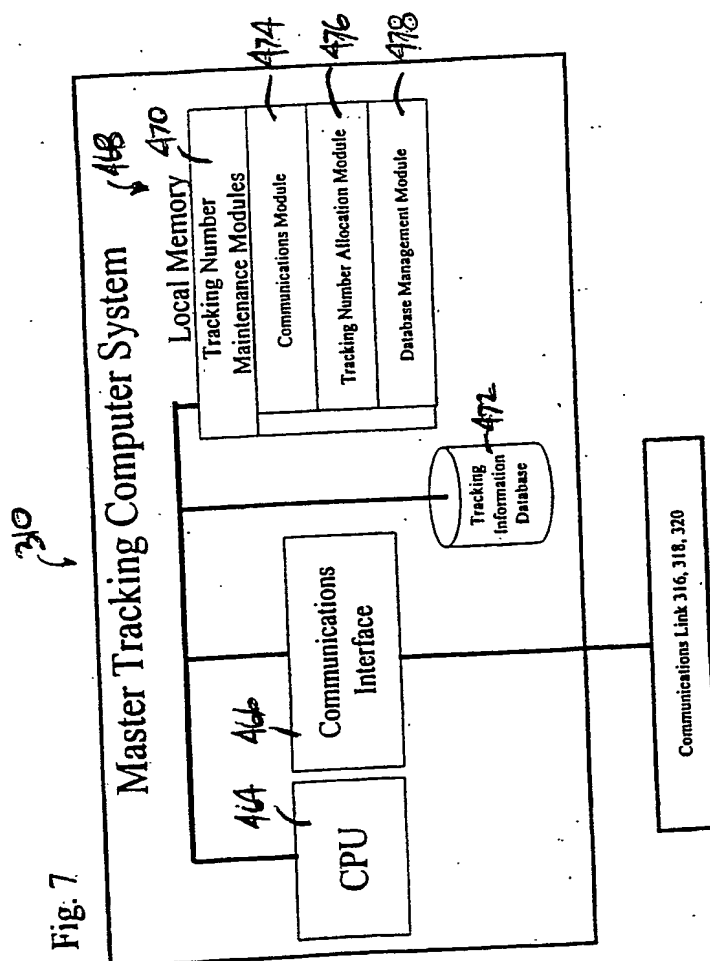 Fig. 7
310
Master Tracking Computer System
468
Local Memory
470
Tracking Number
Maintenance Modules
474
Communications Module
476
Tracking Number Allocation Module
478
Database Management Module
464
CPU
466
Communications
Interface
472
Tracking
Information
Database
Communications Link 316, 318, 320